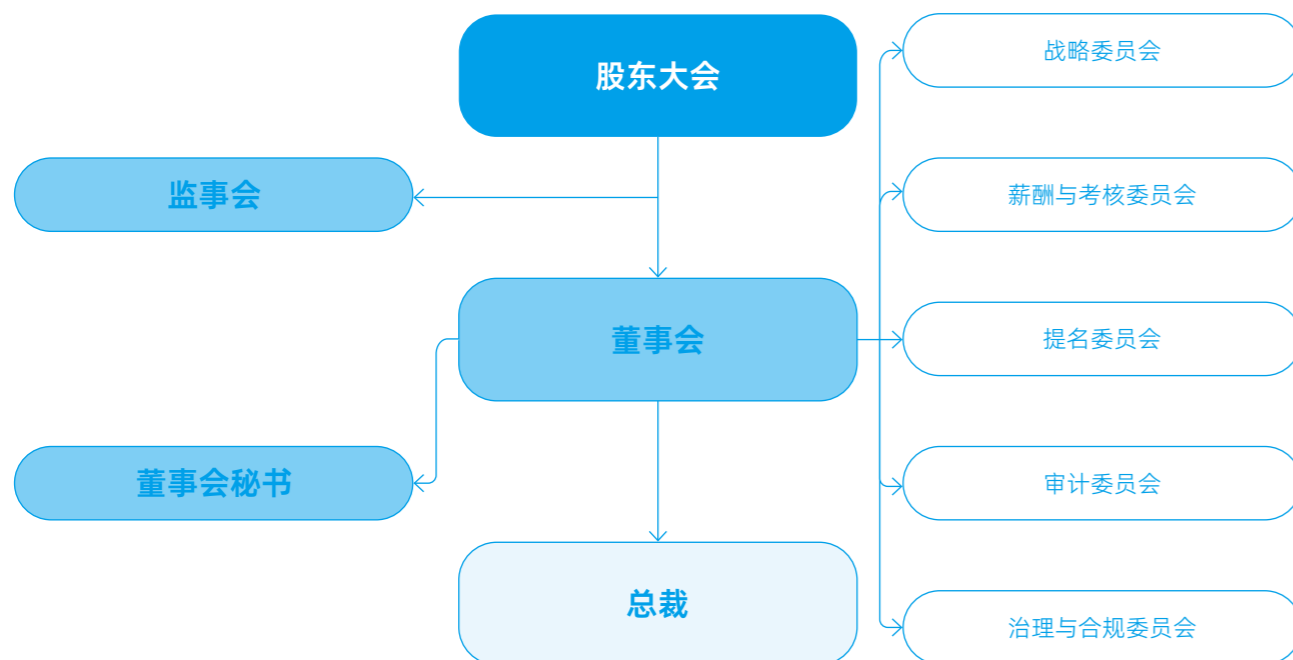 股东大会
监事会
董事会
董事会秘书
总裁
战略委员会
薪酬与考核委员会
提名委员会
审计委员会
治理与合规委员会